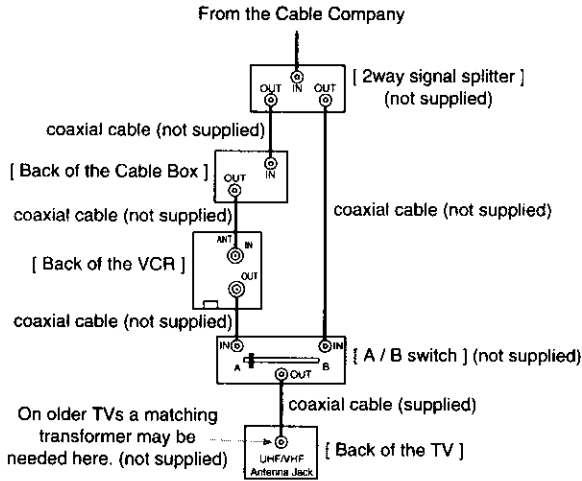 From the Cable Company
OUT IN OUT
[ 2way signal splitter ]
(not supplied)
coaxial cable (not supplied)
IN
[ Back of the Cable Box ]
OUT
coaxial cable (not supplied)
coaxial cable (not supplied)
ANT IN
[ Back of the VCR ]
OUT
coaxial cable (not supplied)
IN IN
A B
[ A / B switch ] (not supplied)
OUT
coaxial cable (supplied)
On older TVs a matching
transformer may be
needed here. (not supplied)
[ Back of the TV ]
UHF/VHF
Antenna Jack